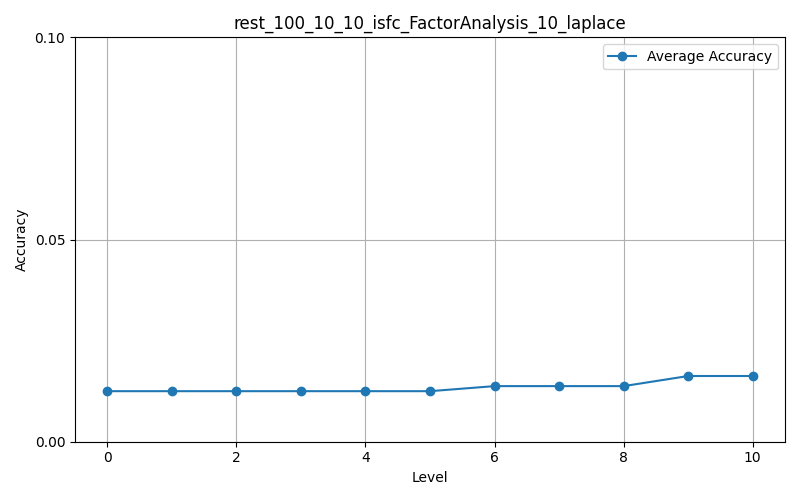 rest_100_10_10_isfc_FactorAnalysis_10_laplace
Average Accuracy
0.10
0.05
0.00
Accuracy
0 2 4 6 8 10
Level